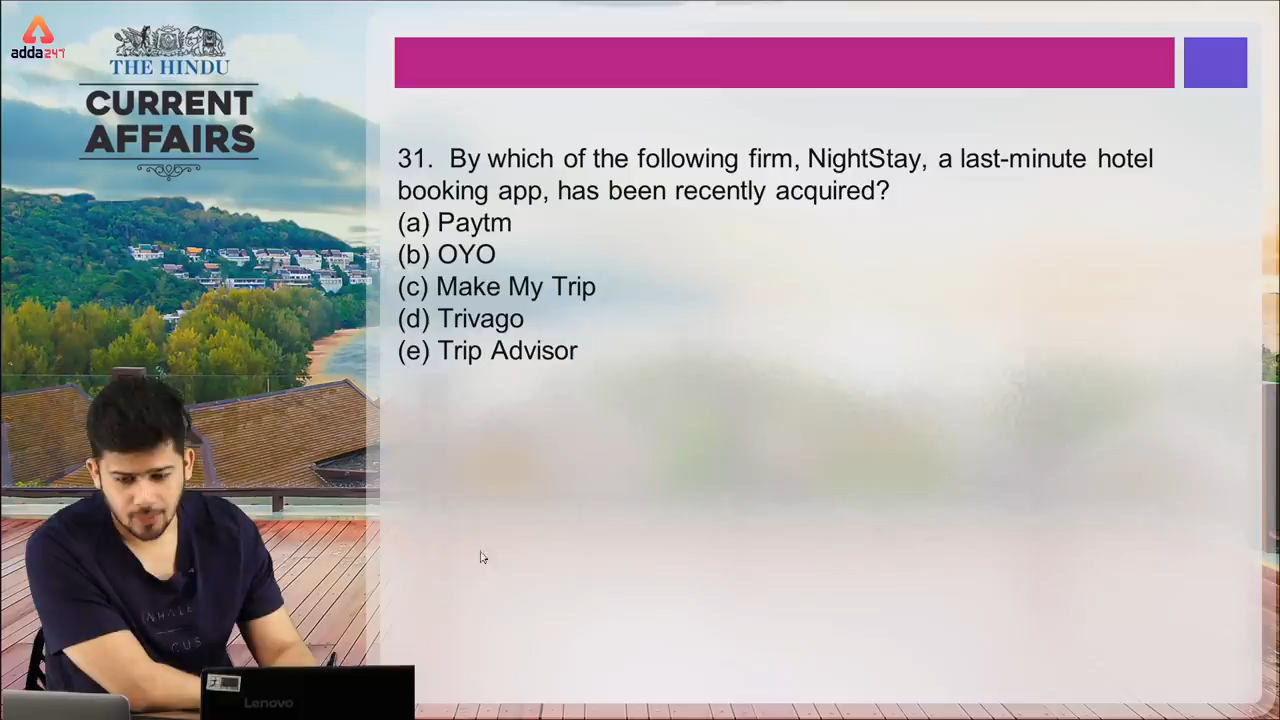 adda247
THE HINDU
CURRENT
AFFAIRS
31. By which of the following firm, NightStay, a last-minute hotel
booking app, has been recently acquired?
(a) Paytm
(b) OYO
(c) Make My Trip
(d) Trivago
(e) Trip Advisor
INHALE
Lenovo